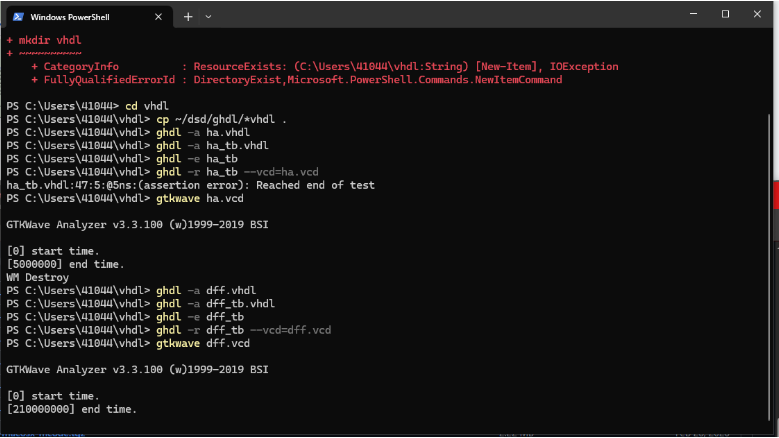 Windows PowerShell
+ mkdir vhdl
+ ~~~~~~~~~~
+ CategoryInfo : ResourceExists: (C:\Users\41044\vhdl:String) [New-Item], IOException
+ FullyQualifiedErrorId : DirectoryExist,Microsoft.PowerShell.Commands.NewItemCommand
PS C:\Users\41044> cd vhdl
PS C:\Users\41044\vhdl> cp ~/dsd/ghdl/*vhdl .
PS C:\Users\41044\vhdl> ghdl -a ha.vhdl
PS C:\Users\41044\vhdl> ghdl -a ha_tb.vhdl
PS C:\Users\41044\vhdl> ghdl -e ha_tb
PS C:\Users\41044\vhdl> ghdl -r ha_tb --vcd=ha.vcd
ha_tb.vhdl:47:5:@5ns:(assertion error): Reached end of test
PS C:\Users\41044\vhdl> gtkwave ha.vcd
GTKWave Analyzer v3.3.100 (w)1999-2019 BSI
[0] start time.
[5000000] end time.
WM Destroy
PS C:\Users\41044\vhdl> ghdl -a dff.vhdl
PS C:\Users\41044\vhdl> ghdl -a dff_tb.vhdl
PS C:\Users\41044\vhdl> ghdl -e dff_tb
PS C:\Users\41044\vhdl> ghdl -r dff_tb --vcd=dff.vcd
PS C:\Users\41044\vhdl> gtkwave dff.vcd
GTKWave Analyzer v3.3.100 (w)1999-2019 BSI
[0] start time.
[210000000] end time.